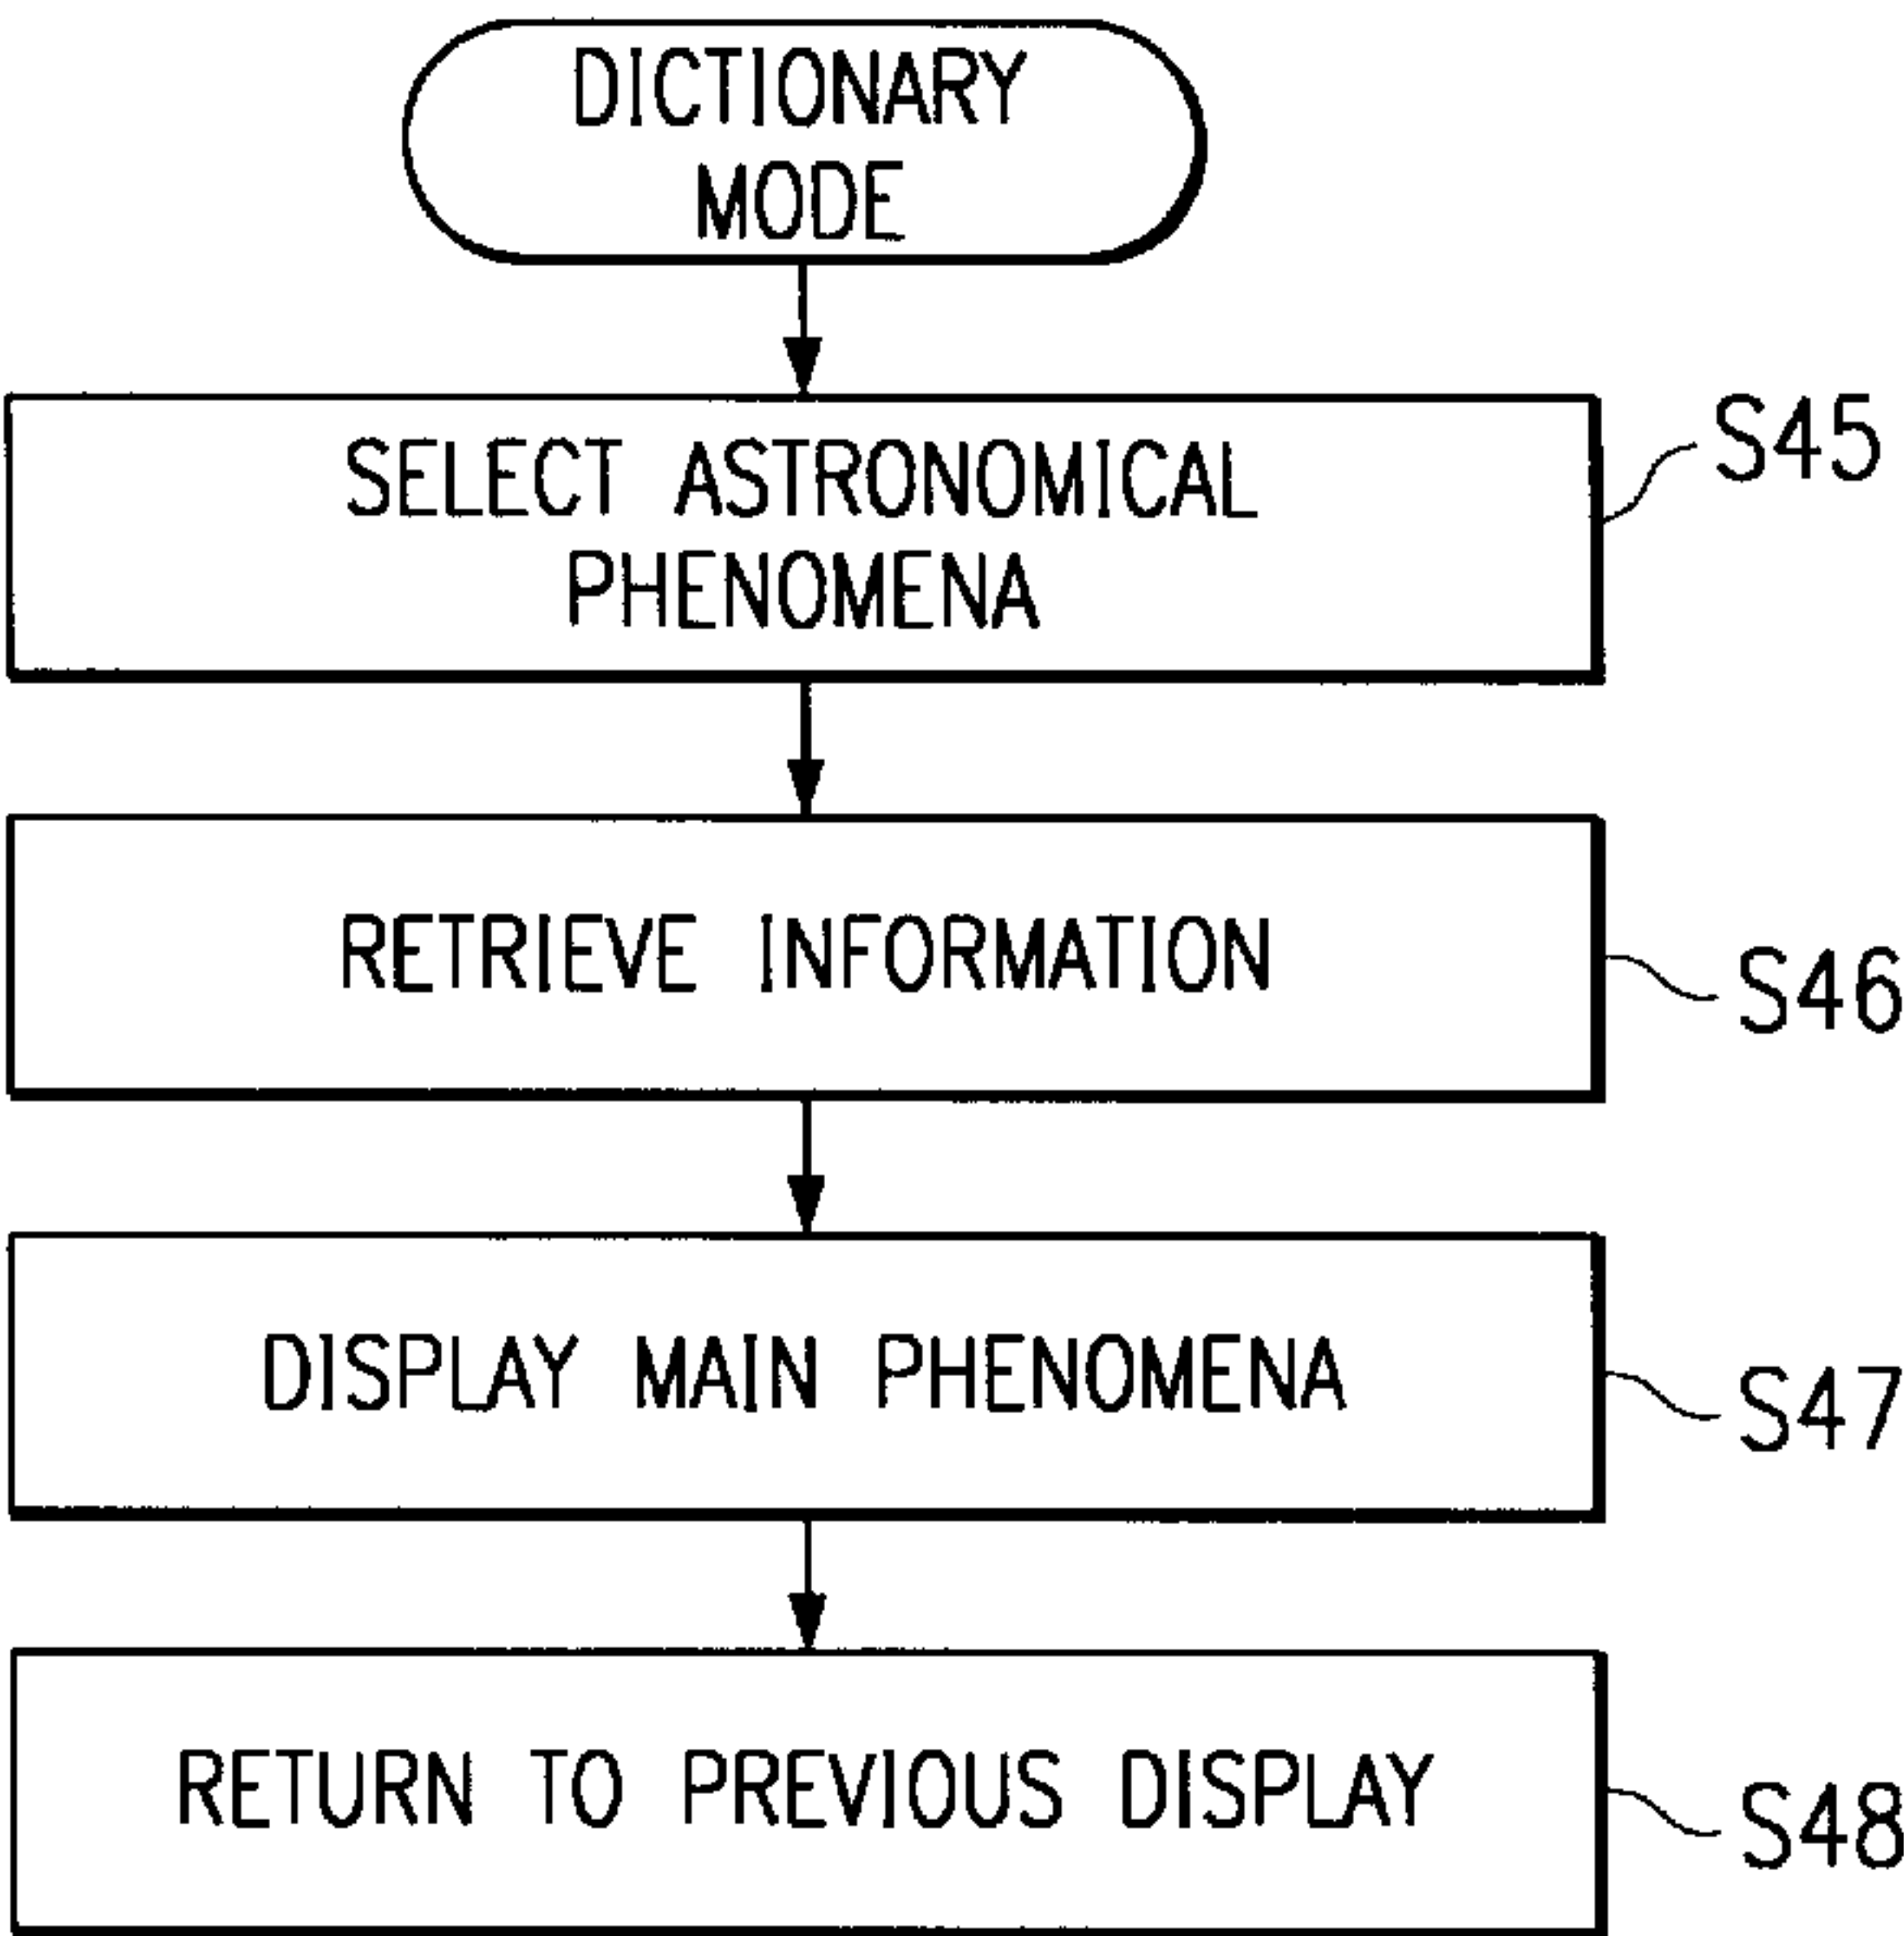 DICTIONARY
MODE
SELECT ASTRONOMICAL
PHENOMENA
S45
RETRIEVE INFORMATION
S46
DISPLAY MAIN PHENOMENA
S47
RETURN TO PREVIOUS DISPLAY
S48